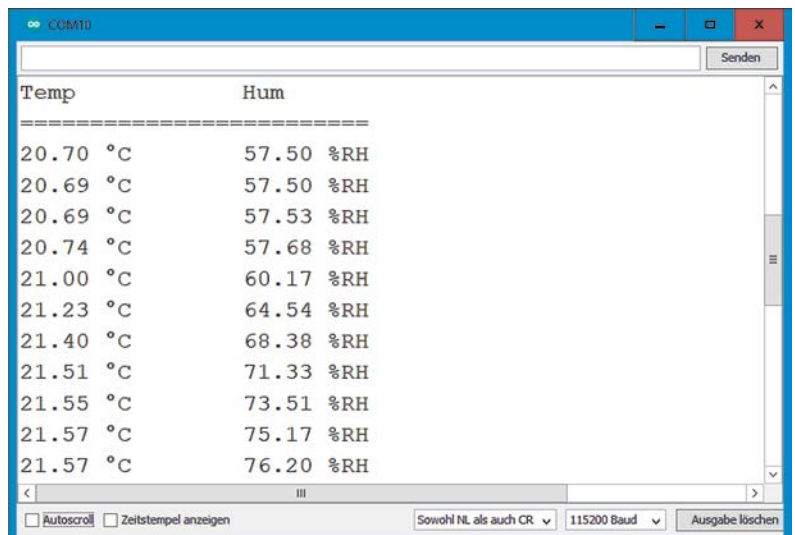 COM10
Senden
Temp Hum
=========================
20.70 °C 57.50 %RH
20.69 °C 57.50 %RH
20.69 °C 57.53 %RH
20.74 °C 57.68 %RH
21.00 °C 60.17 %RH
21.23 °C 64.54 %RH
21.40 °C 68.38 %RH
21.51 °C 71.33 %RH
21.55 °C 73.51 %RH
21.57 °C 75.17 %RH
21.57 °C 76.20 %RH
Autoscroll Zeitstempel anzeigen Sowohl NL als auch CR 115200 Baud Ausgabe löschen